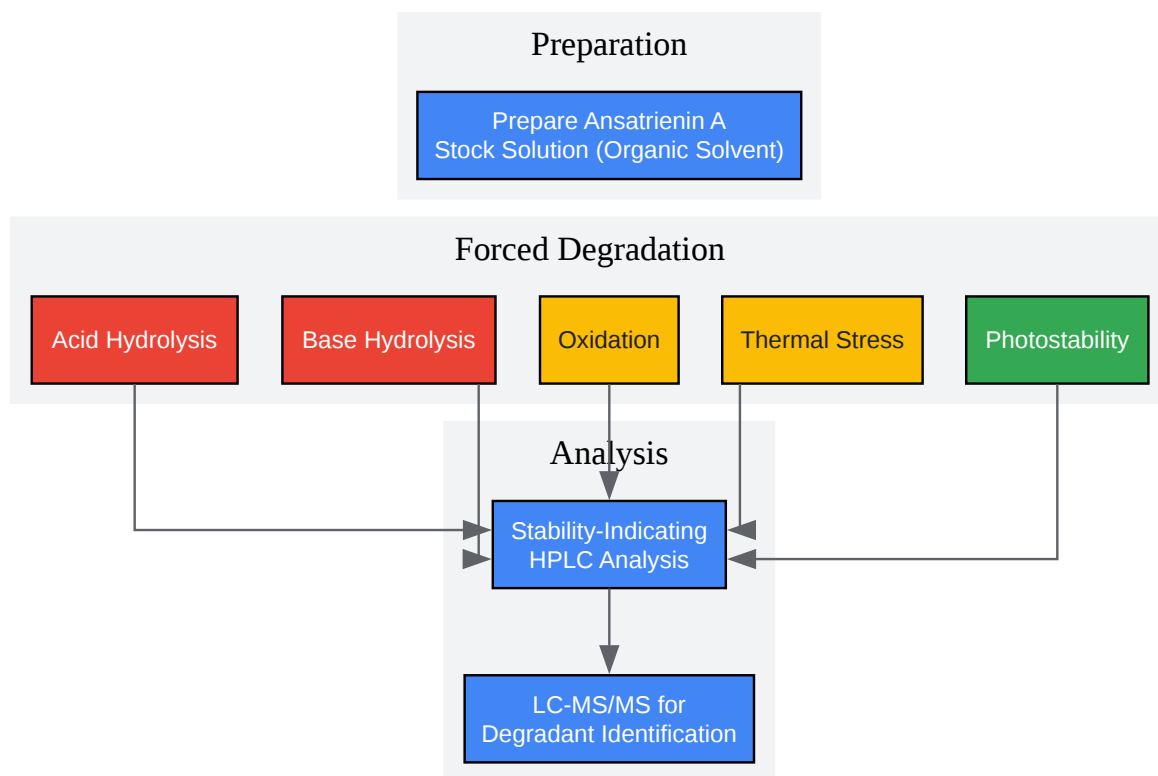 Preparation
Prepare Ansatrienin A
Stock Solution (Organic Solvent)
Forced Degradation
Acid Hydrolysis
Base Hydrolysis
Oxidation
Thermal Stress
Photostability
Analysis
Stability-Indicating
HPLC Analysis
LC-MS/MS for
Degradant Identification